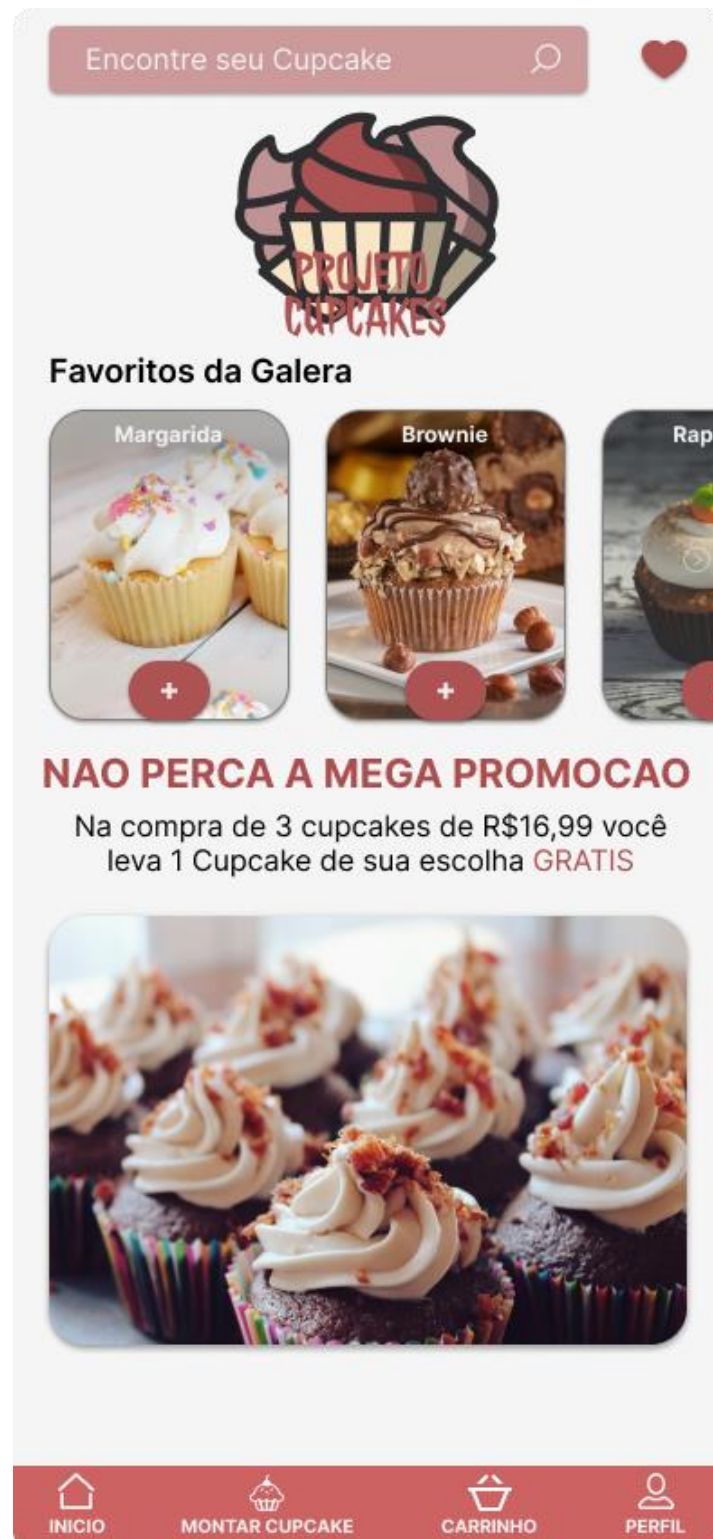 Encontre seu Cupcake
PROJETO
CUPCAKES
Favoritos da Galera
Margarida
Brownie
Rap
+
+
NAO PERCA A MEGA PROMOCAO
Na compra de 3 cupcakes de R$16,99 você
leva 1 Cupcake de sua escolha GRATIS
INICIO
MONTAR CUPCAKE
CARRINHO
PERFIL